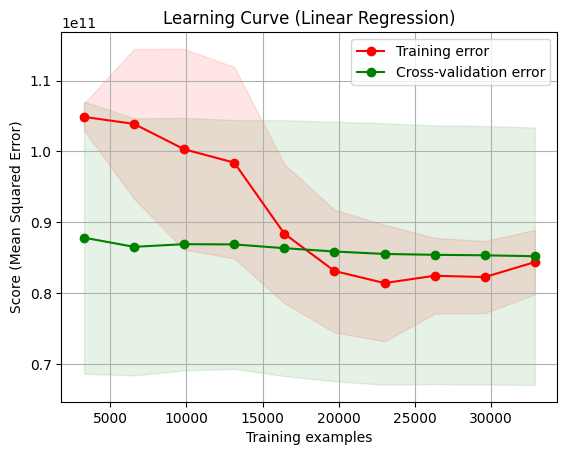 Learning Curve (Linear Regression)
1e11
Training error
Cross-validation error
1.1
1.0
0.9
0.8
0.7
Score (Mean Squared Error)
5000 10000 15000 20000 25000 30000
Training examples